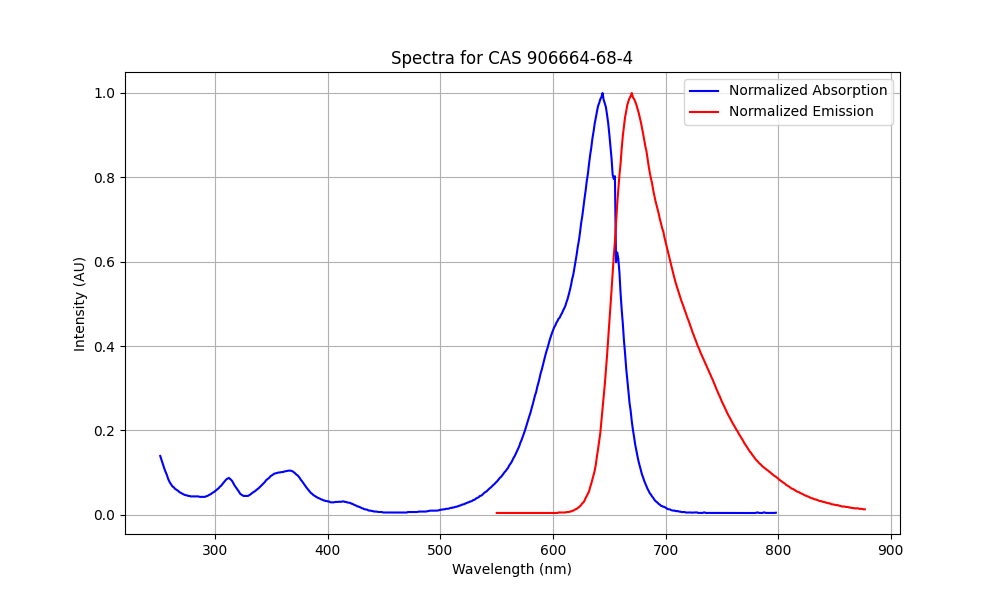 Spectra for CAS 906664-68-4
Normalized Absorption
Normalized Emission
Intensity (AU)
1.0
0.8
0.6
0.4
0.2
0.0
300 400 500 600 700 800 900
Wavelength (nm)